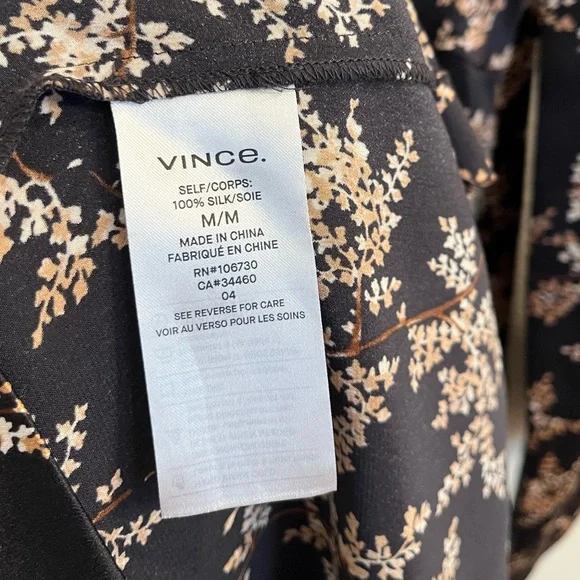 VINCE.
SELF/CORPS:
100% SILK/SOIE
M/M
MADE IN CHINA
FABRIQUÉ EN CHINE
RN#106730
CA#34460
04
SEE REVERSE FOR CARE
VOIR AU VERSO POUR LES SOINS